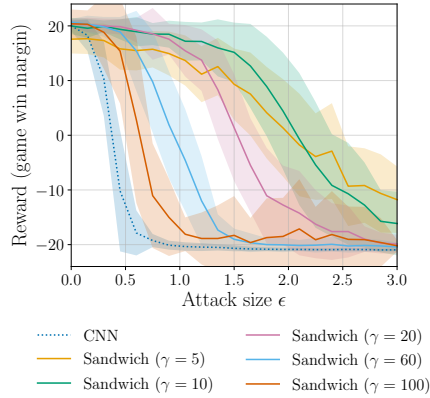 20
10
0
−10
−20
Reward (game win margin)
0.0 0.5 1.0 1.5 2.0 2.5 3.0
Attack size ϵ
CNN
Sandwich (γ = 5)
Sandwich (γ = 10)
Sandwich (γ = 20)
Sandwich (γ = 60)
Sandwich (γ = 100)